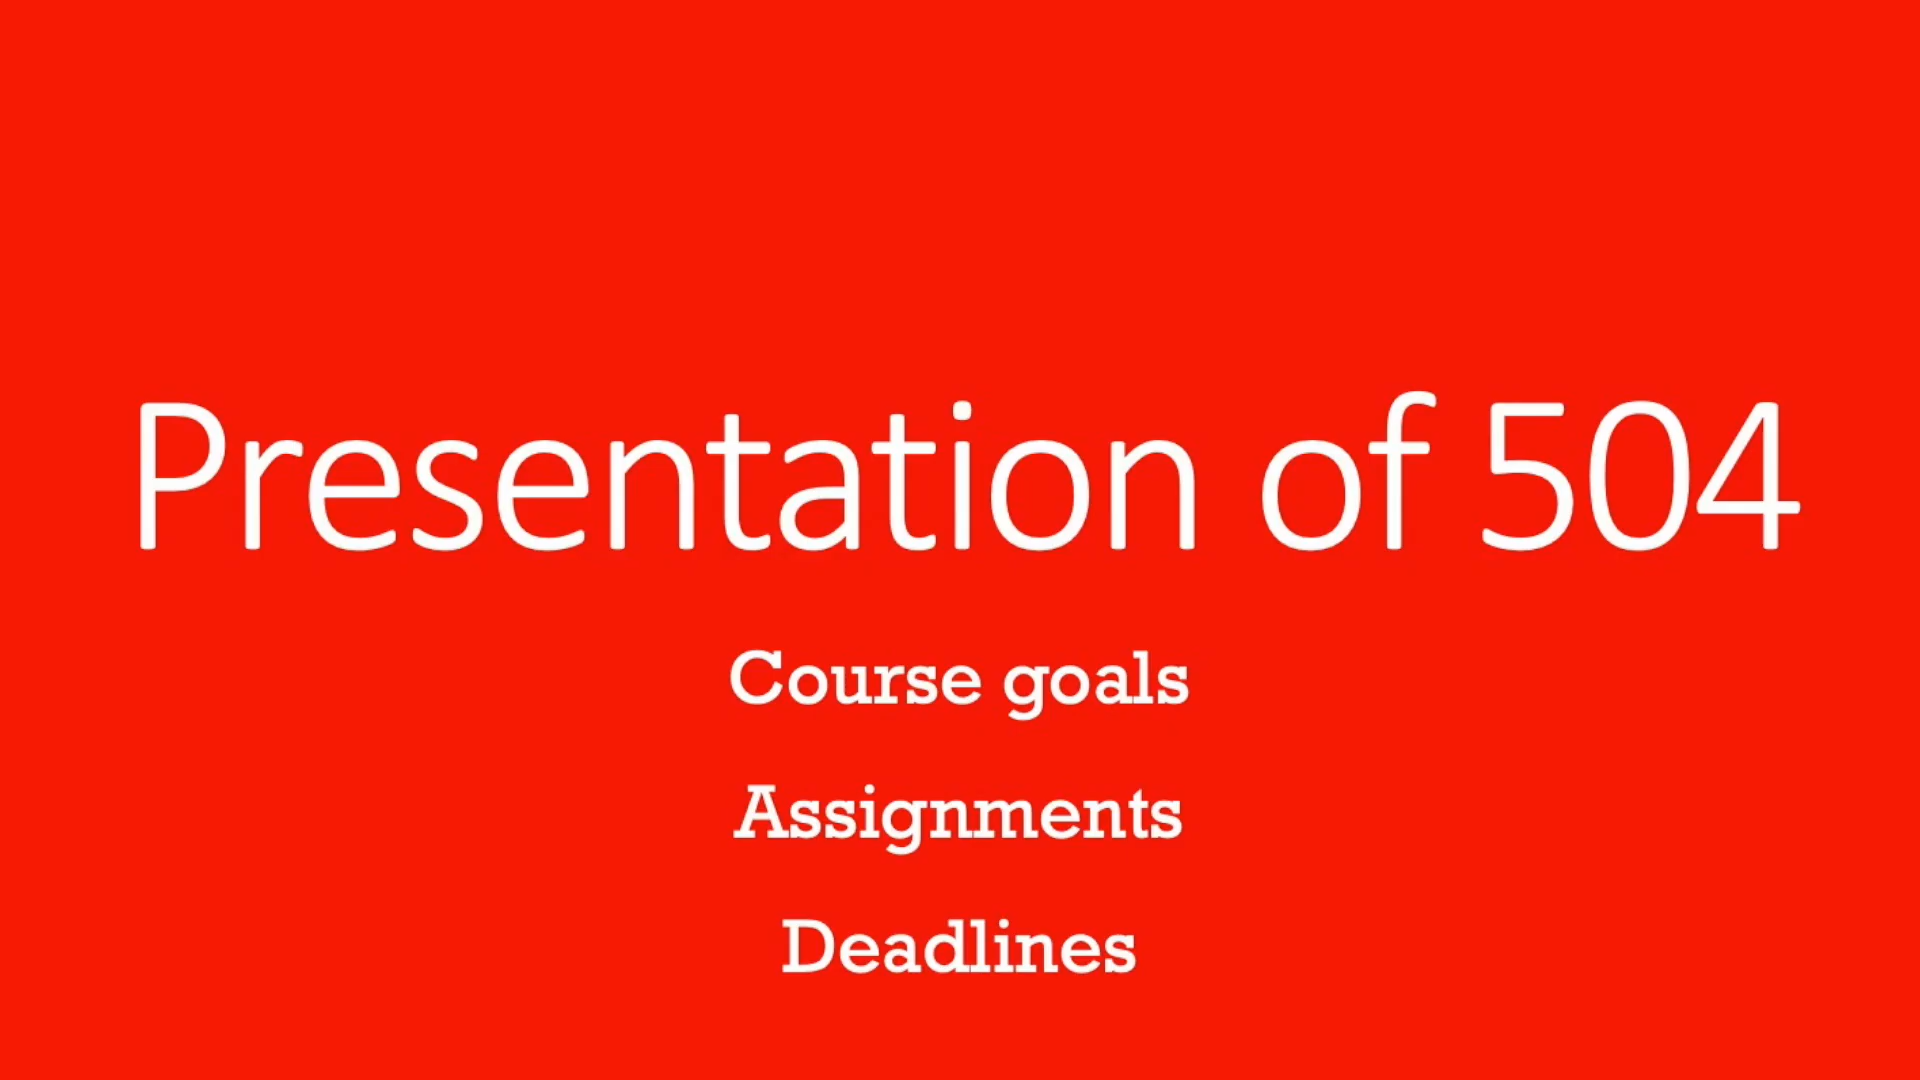 Presentation of 504
Course goals
Assignments
Deadlines